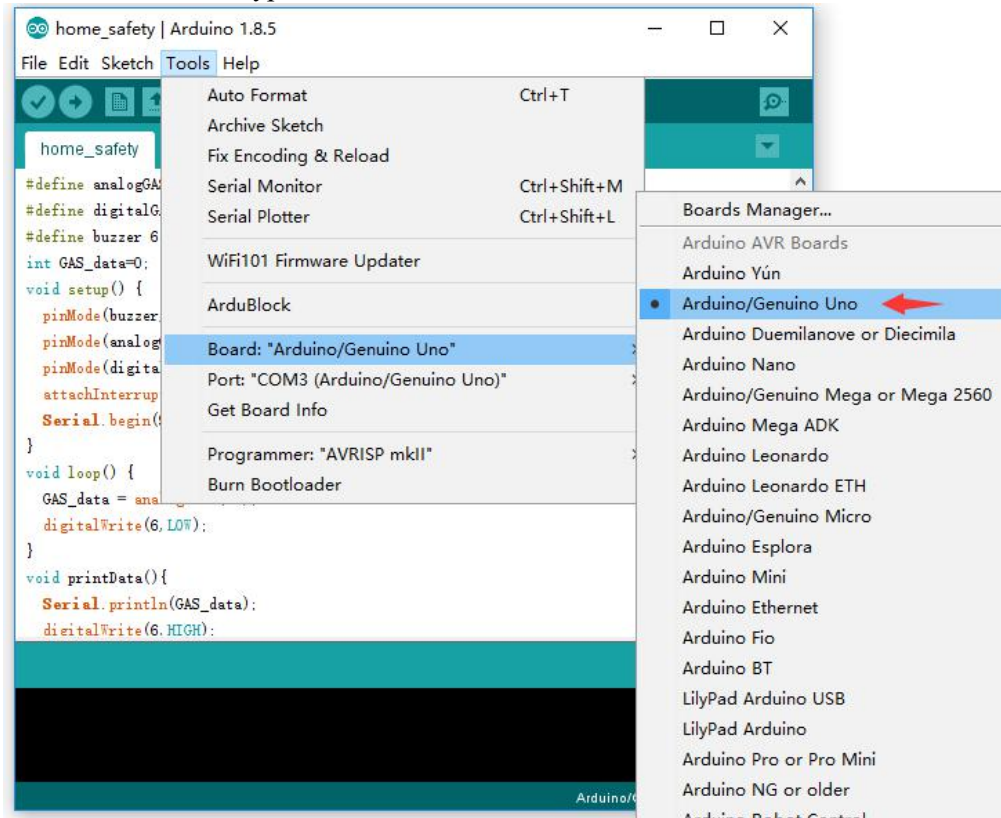 home_safety | Arduino 1.8.5
File Edit Sketch Tools Help
home_safety
#define analogGA
#define digitalG
#define buzzer 6
int GAS_data=0;
void setup() {
pinMode(buzzer
pinMode(analog
pinMode(digita
attachInterrup
Serial.begin(
}
void loop() {
GAS_data = ana
digitalWrite(6,LOW);
}
void printData(){
Serial.println(GAS_data);
digitalWrite(6.HIGH);
Auto Format Ctrl+T
Archive Sketch
Fix Encoding & Reload
Serial Monitor Ctrl+Shift+M
Serial Plotter Ctrl+Shift+L
WiFi101 Firmware Updater
ArduBlock
Board: "Arduino/Genuino Uno"
Port: "COM3 (Arduino/Genuino Uno)"
Get Board Info
Programmer: "AVRISP mkII"
Burn Bootloader
Boards Manager...
Arduino AVR Boards
Arduino Yún
Arduino/Genuino Uno
Arduino Duemilanove or Diecimila
Arduino Nano
Arduino/Genuino Mega or Mega 2560
Arduino Mega ADK
Arduino Leonardo
Arduino Leonardo ETH
Arduino/Genuino Micro
Arduino Esplora
Arduino Mini
Arduino Ethernet
Arduino Fio
Arduino BT
LilyPad Arduino USB
LilyPad Arduino
Arduino Pro or Pro Mini
Arduino NG or older
Arduino Robot Control
Arduino/